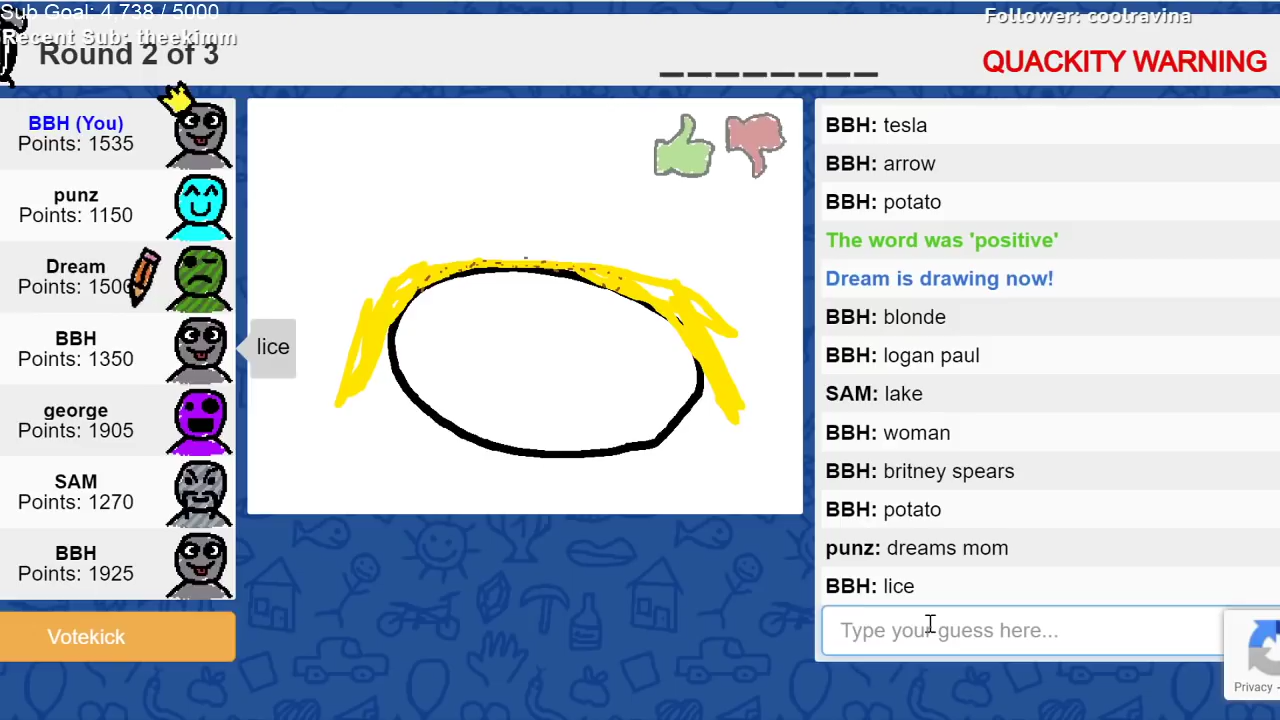 Sub Goal: 4,738 / 5000
Follower: coolravina
Recent Sub: theekimm
Round 2 of 3
_ _ _ _ _ _ _ _
QUACKITY WARNING
BBH (You)
Points: 1535
punz
Points: 1150
Dream
Points: 1500
BBH
Points: 1350
lice
george
Points: 1905
SAM
Points: 1270
BBH
Points: 1925
Votekick
BBH: tesla
BBH: arrow
BBH: potato
The word was 'positive'
Dream is drawing now!
BBH: blonde
BBH: logan paul
SAM: lake
BBH: woman
BBH: britney spears
BBH: potato
punz: dreams mom
BBH: lice
Type your guess here...
Privacy -